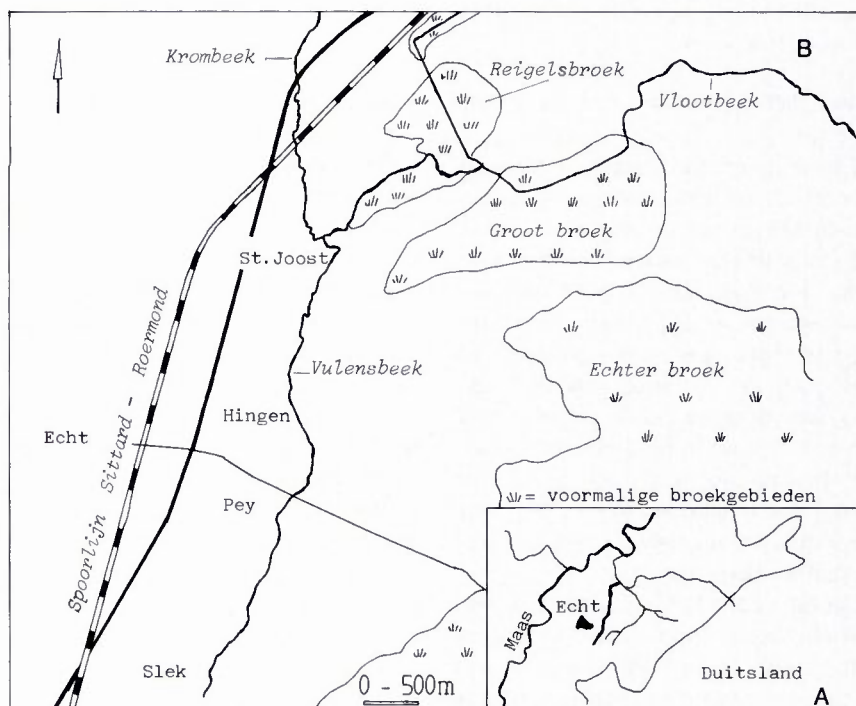 Krombeek
B
Reigelsbroek
Vlootbeek
Groot broek
St.Joost
Spoorlijn Sittard - Roermond
Vulensbeek
Echter broek
Hingen
Echt
Pey
= voormalige broekgebieden
Maas
Echt
Slek
Duitsland
0 - 500m
A